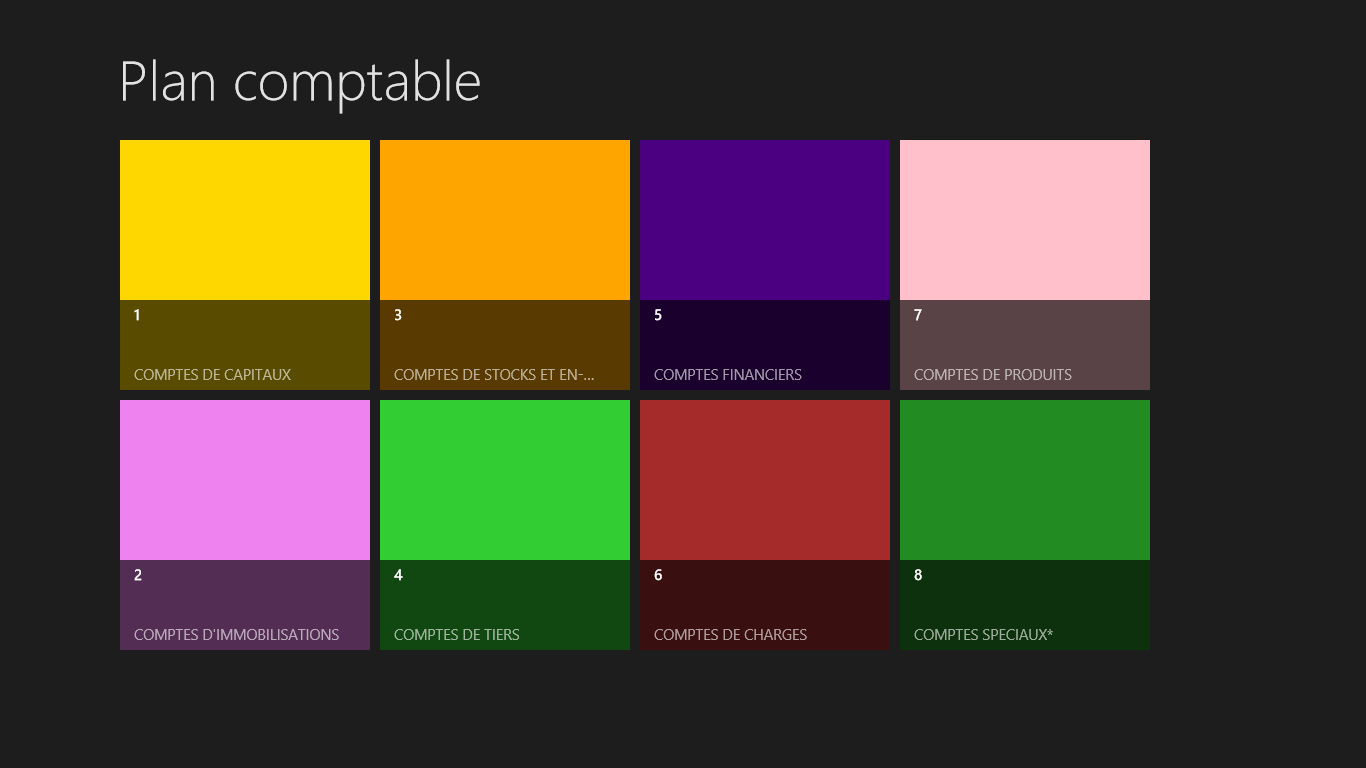 Plan comptable
1
COMPTES DE CAPITAUX
3
COMPTES DE STOCKS ET EN-...
5
COMPTES FINANCIERS
7
COMPTES DE PRODUITS
2
COMPTES D'IMMOBILISATIONS
4
COMPTES DE TIERS
6
COMPTES DE CHARGES
8
COMPTES SPECIAUX*